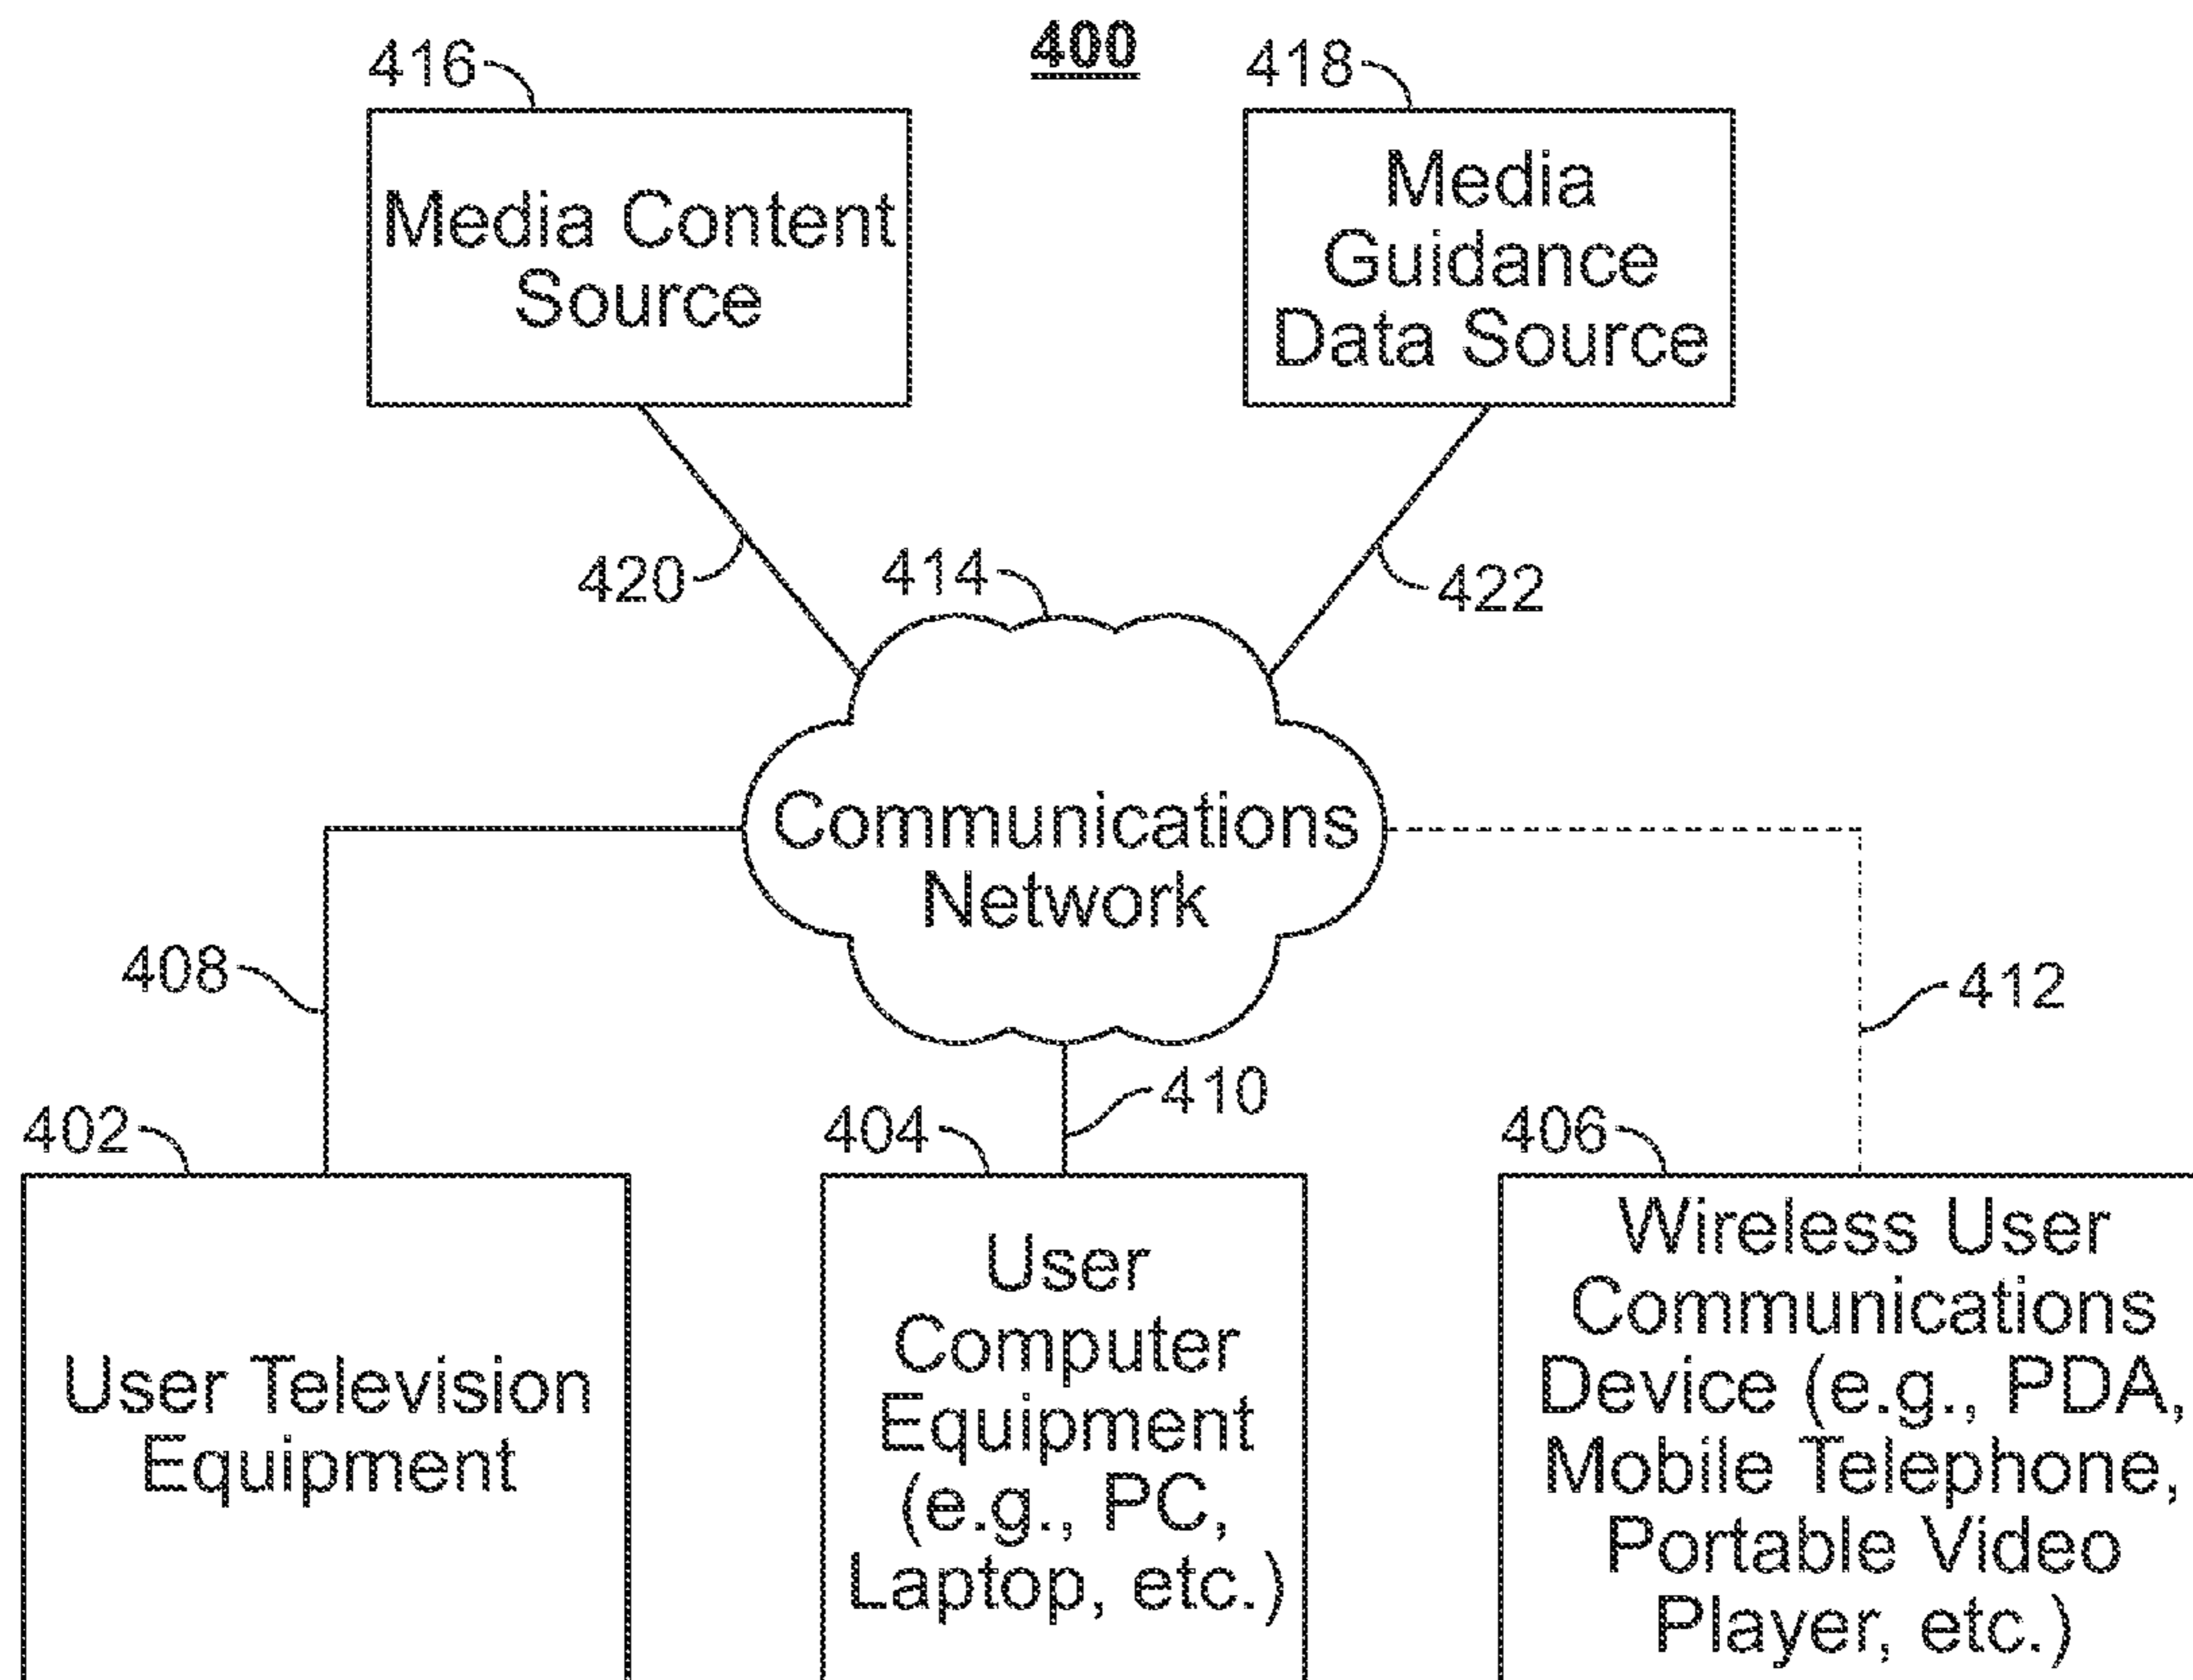 400
416
418
Media Content
Source
Media
Guidance
Data Source
420
414
422
Communications
Network
408
412
410
402
404
406
User Television
Equipment
User
Computer
Equipment
(e.g., PC,
Laptop, etc.)
Wireless User
Communications
Device (e.g., PDA,
Mobile Telephone,
Portable Video
Player, etc.)